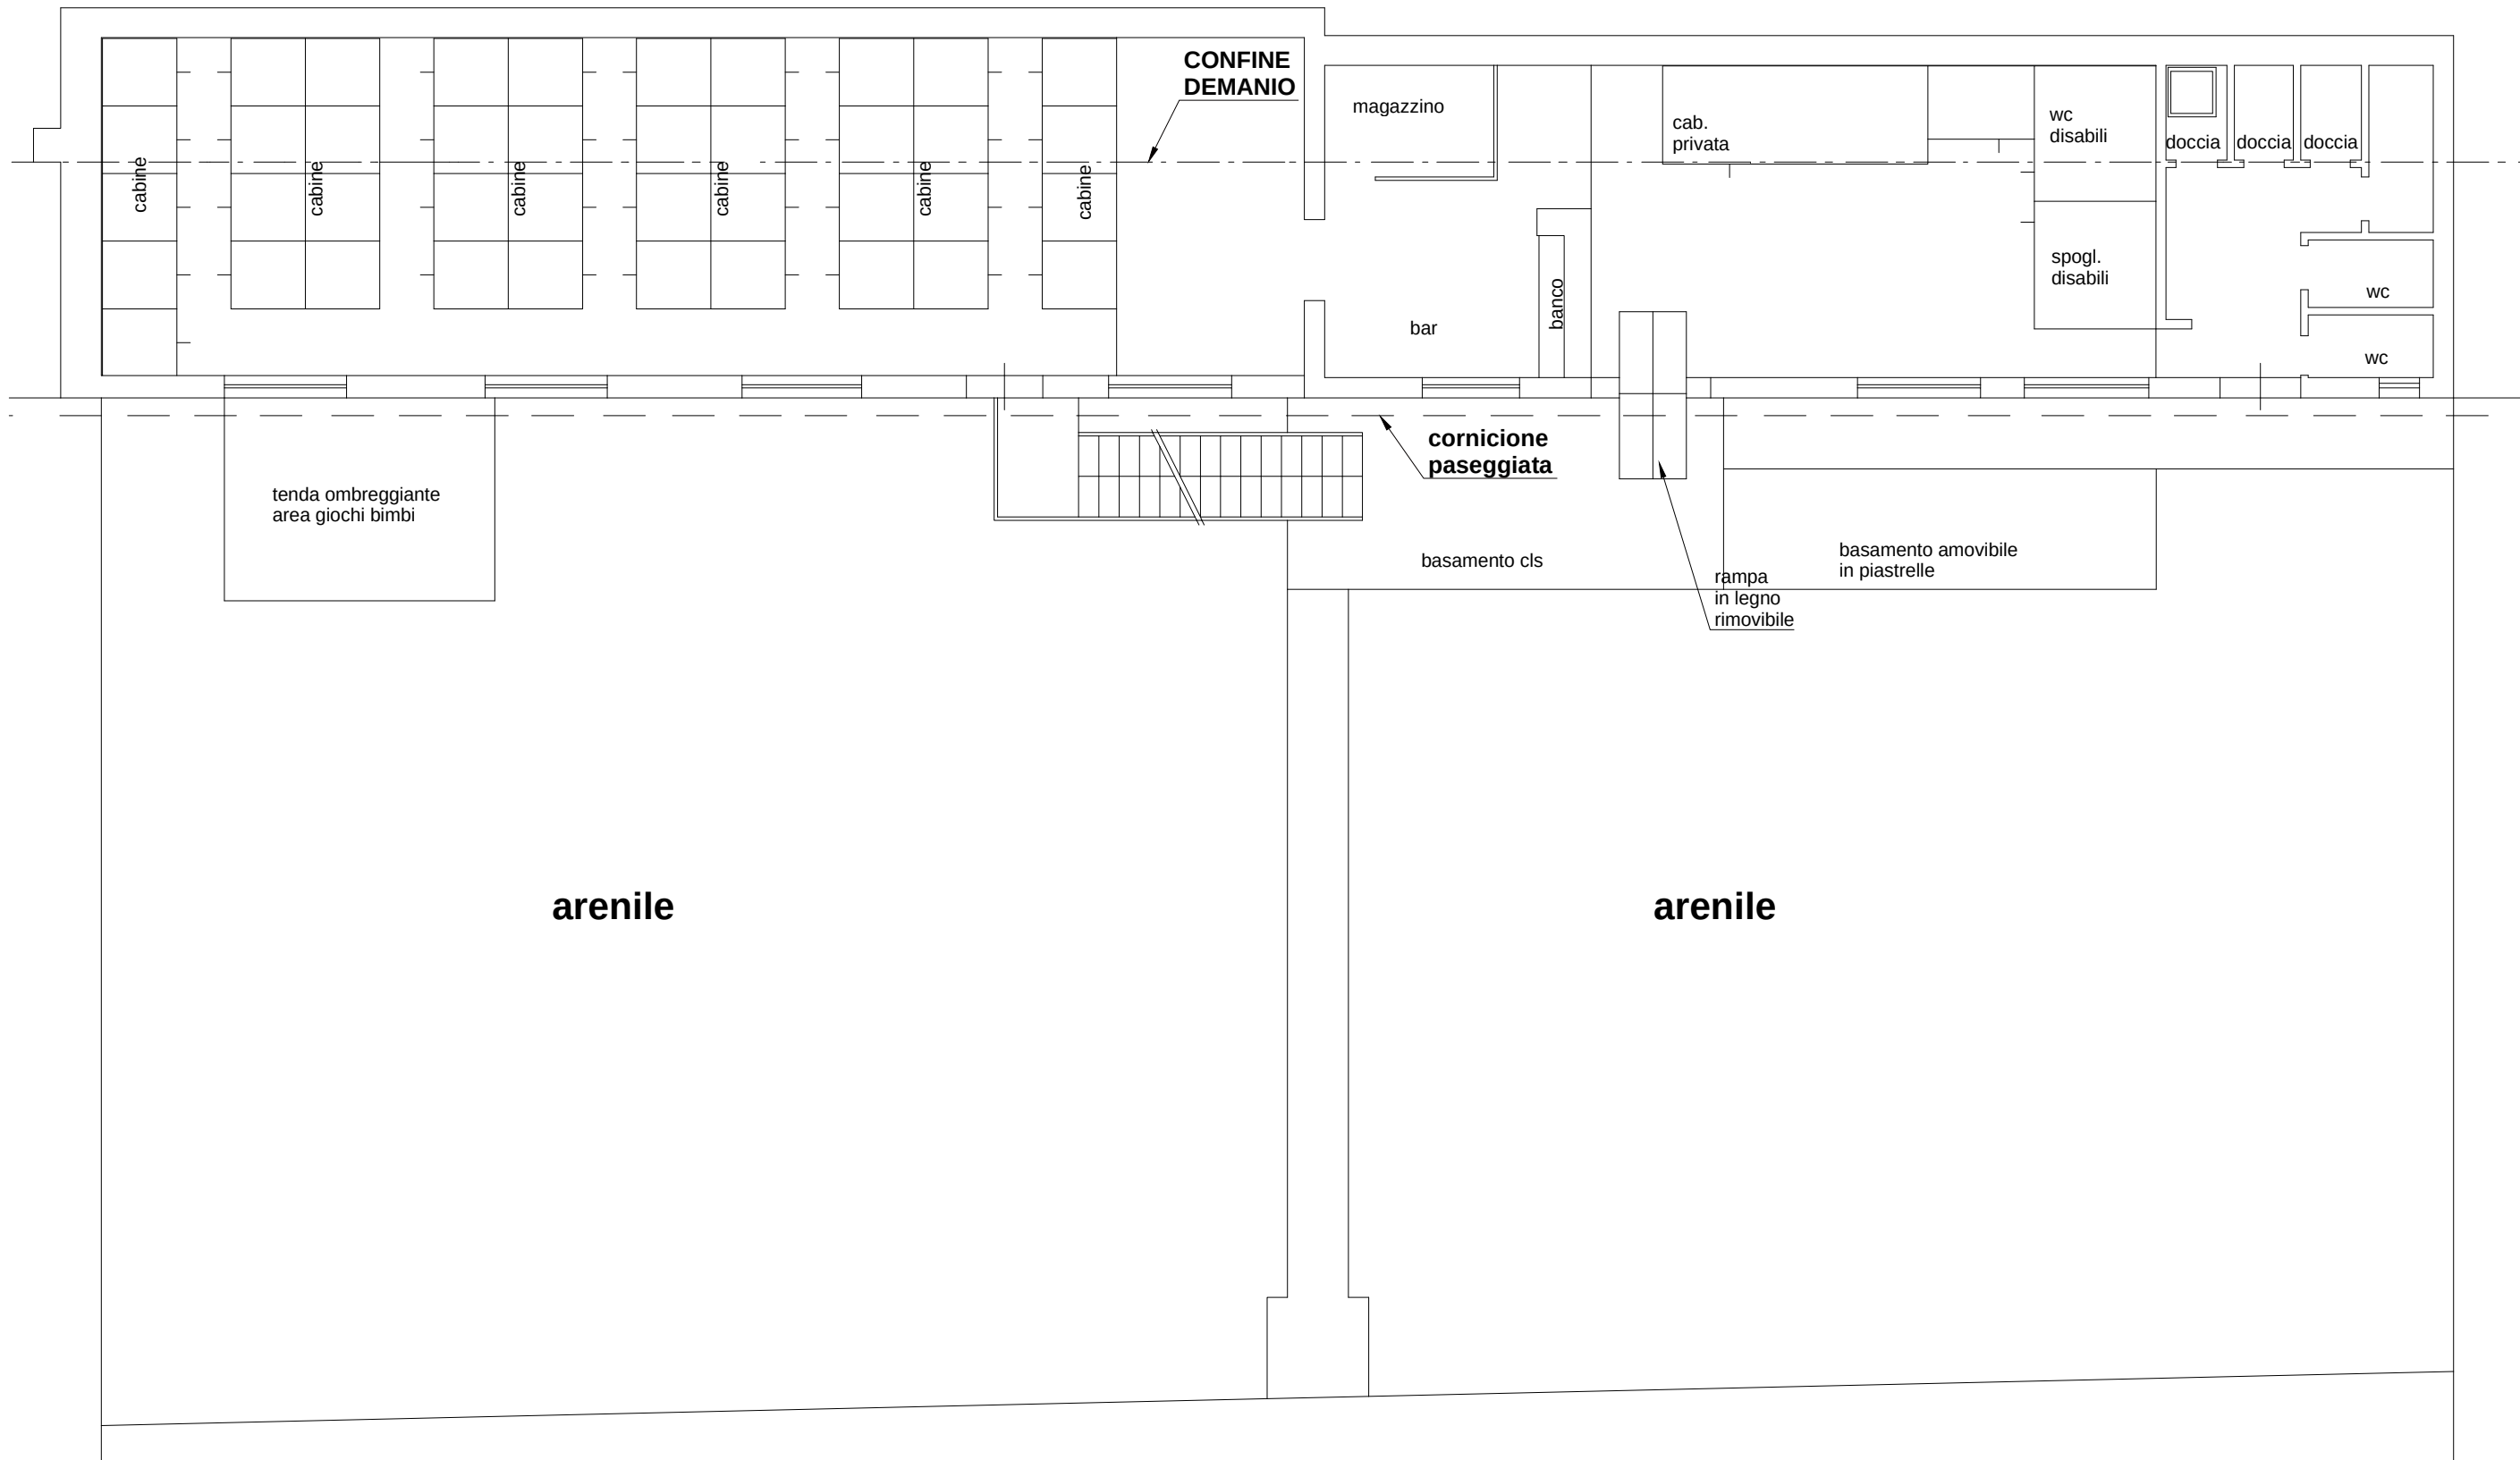 CONFINE
DEMANIO
magazzino
cab.
privata
wc
disabili
doccia
doccia
doccia
cabine
cabine
cabine
cabine
cabine
cabine
spogl.
disabili
wc
banco
bar
wc
cornicione
paseggiata
tenda ombreggiante
area giochi bimbi
basamento cls
basamento amovibile
in piastrelle
rampa
in legno
rimovibile
arenile
arenile